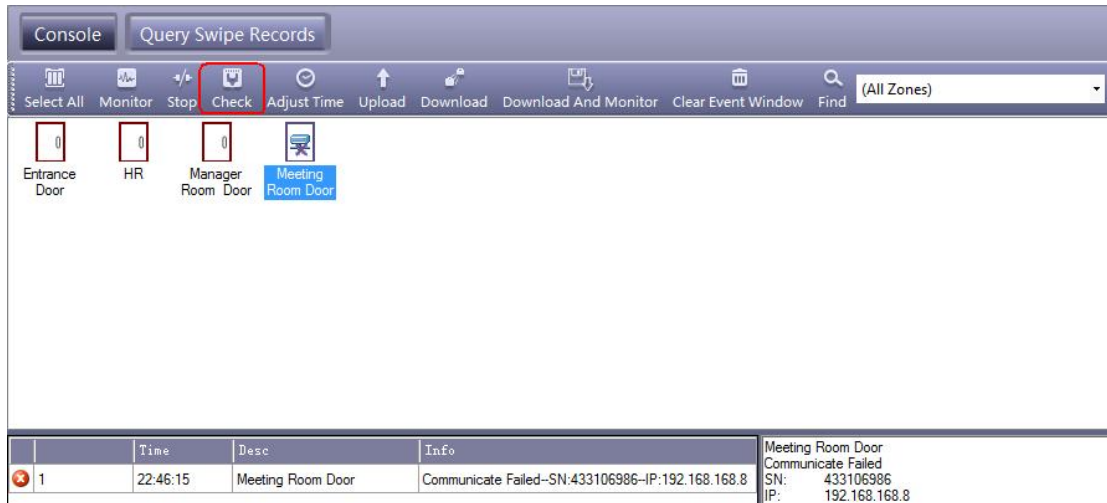 Console Query Swipe Records
Select All Monitor Stop Check Adjust Time Upload Download Download And Monitor Clear Event Window Find (All Zones)
Entrance Door
HR
Manager Room Door
Meeting Room Door
Time Desc Info
1 22:46:15 Meeting Room Door Communicate Failed--SN:433106986--IP:192.168.168.8
Meeting Room Door
Communicate Failed
SN: 433106986
IP: 192.168.168.8